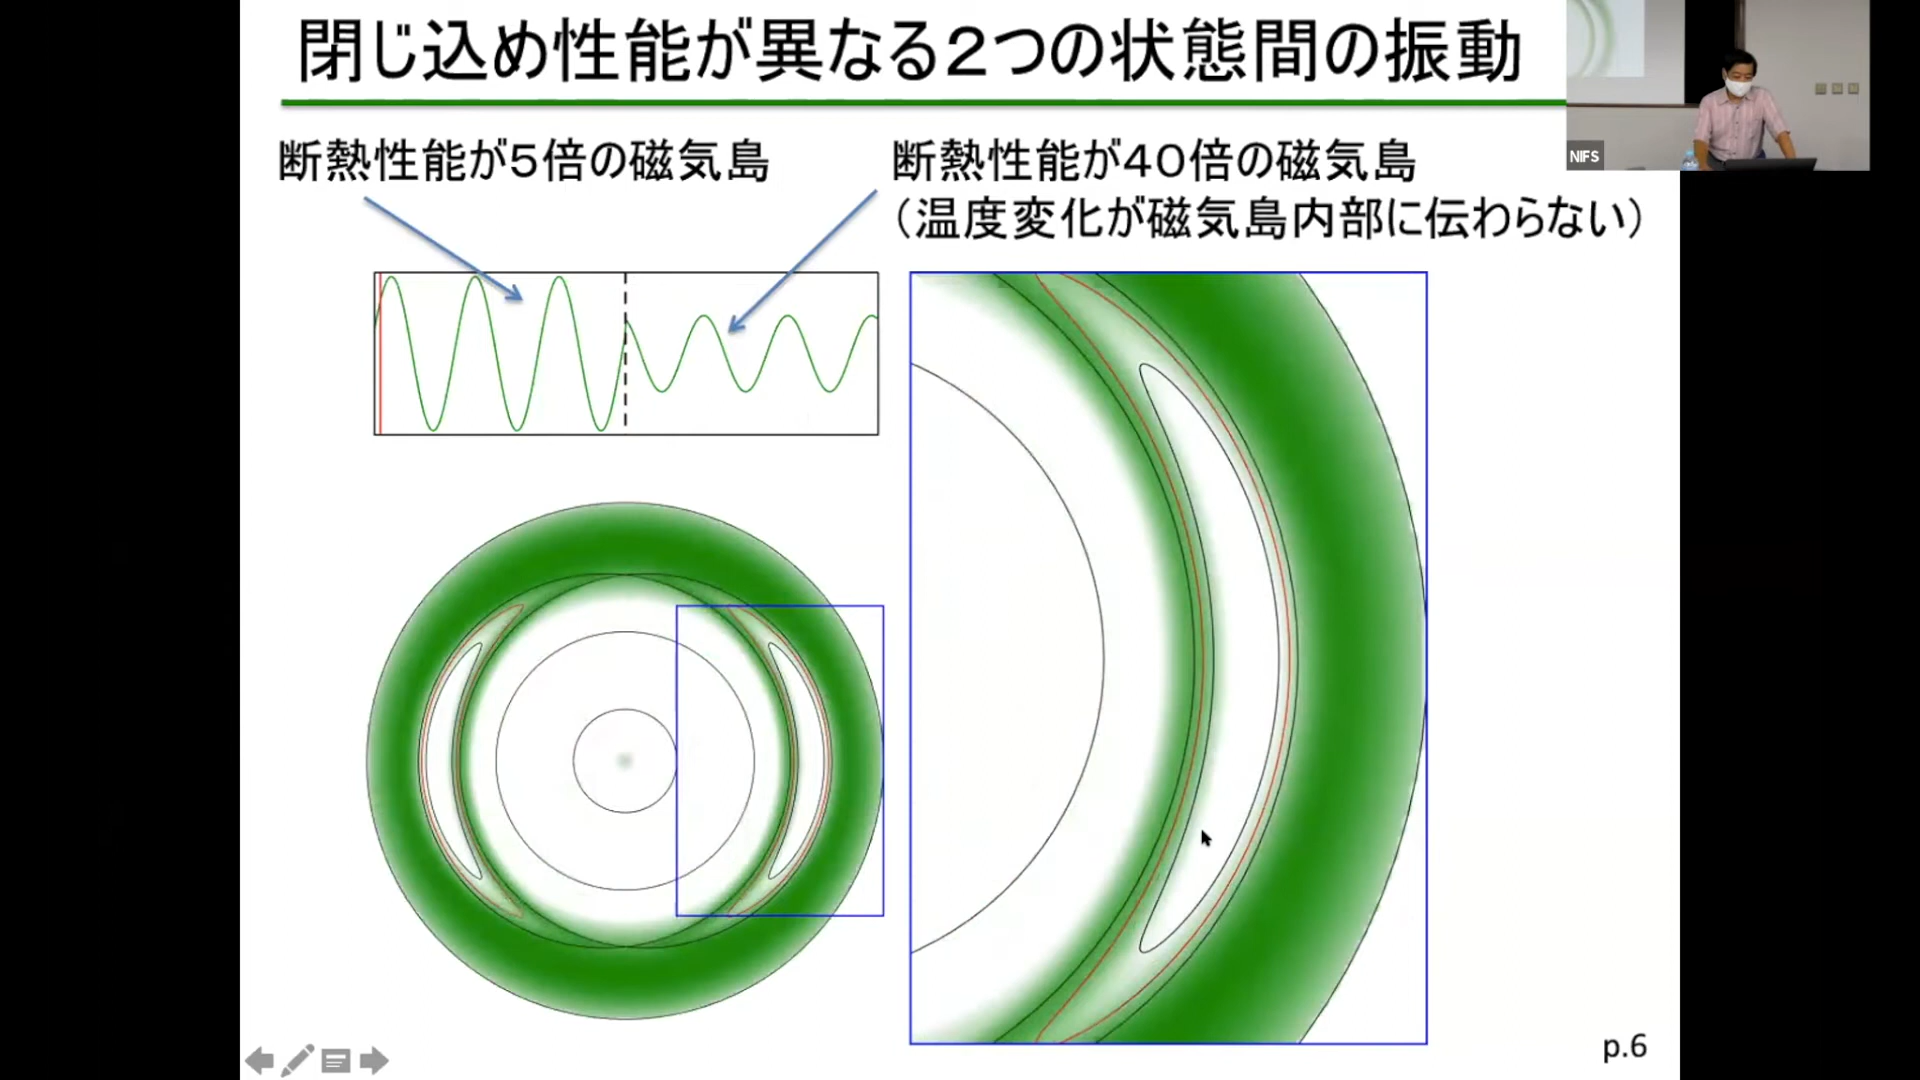 閉じ込め性能が異なる２つの状態間の振動
断熱性能が５倍の磁気島
断熱性能が４０倍の磁気島
（温度変化が磁気島内部に伝わらない）
NIFS
p.6